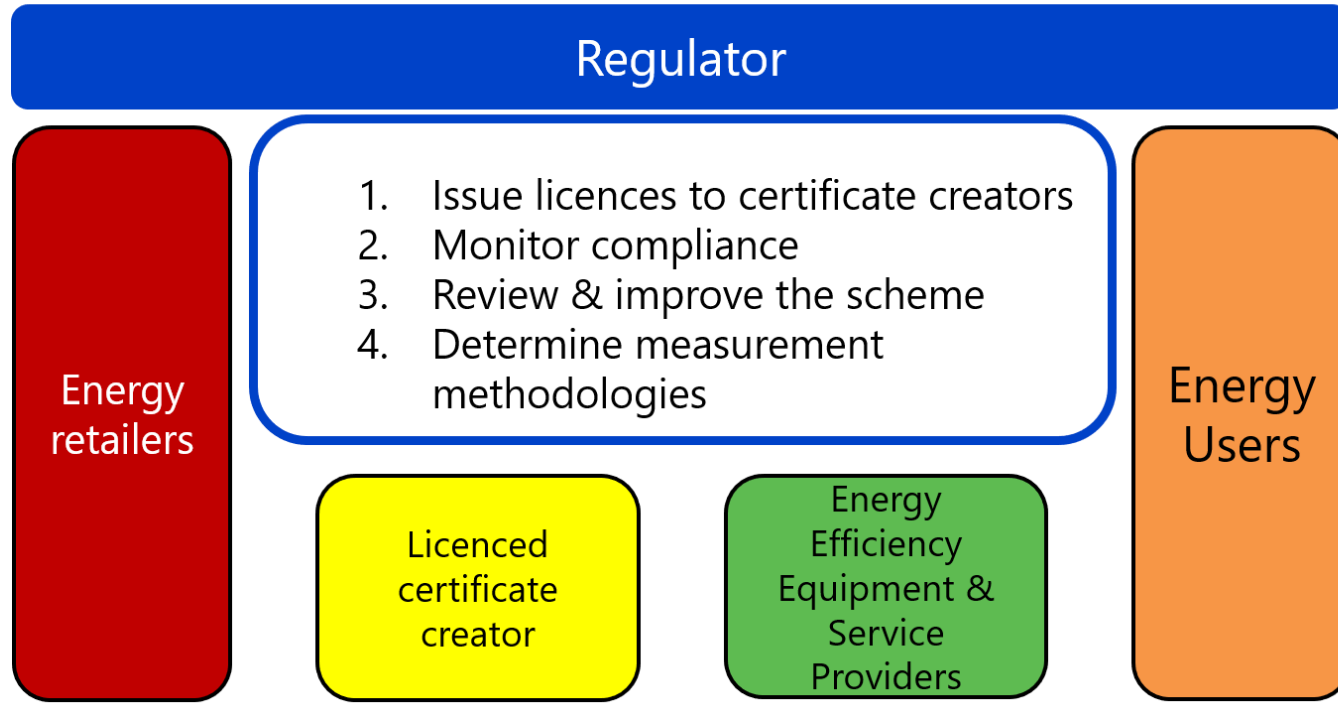 Regulator
1. Issue licences to certificate creators
2. Monitor compliance
3. Review & improve the scheme
4. Determine measurement
methodologies
Energy
retailers
Energy
Users
Licenced
certificate
creator
Energy
Efficiency
Equipment &
Service
Providers